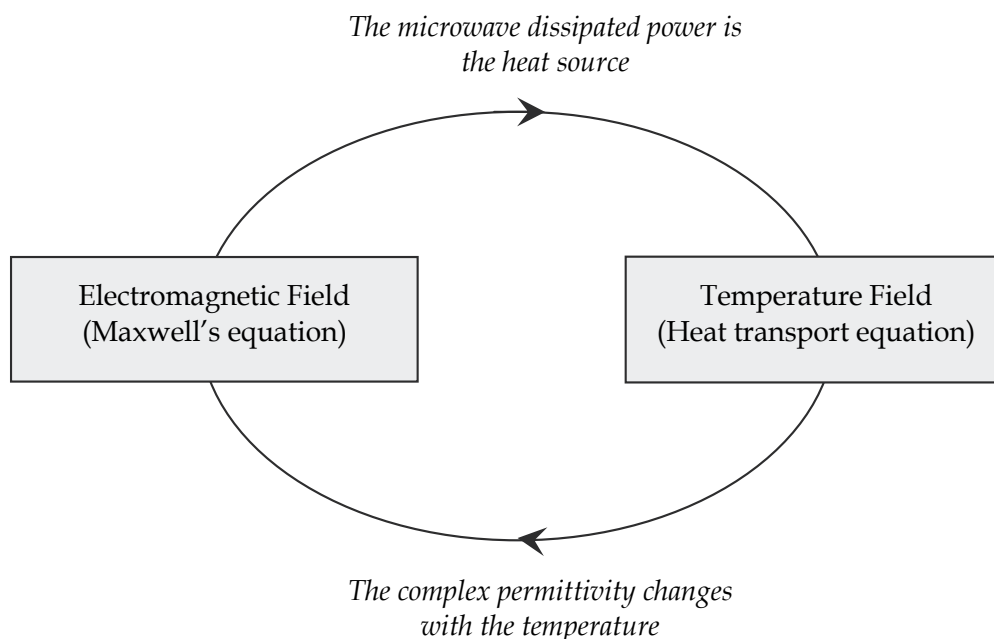 The microwave dissipated power is
the heat source
Electromagnetic Field
(Maxwell’s equation)
Temperature Field
(Heat transport equation)
The complex permittivity changes
with the temperature